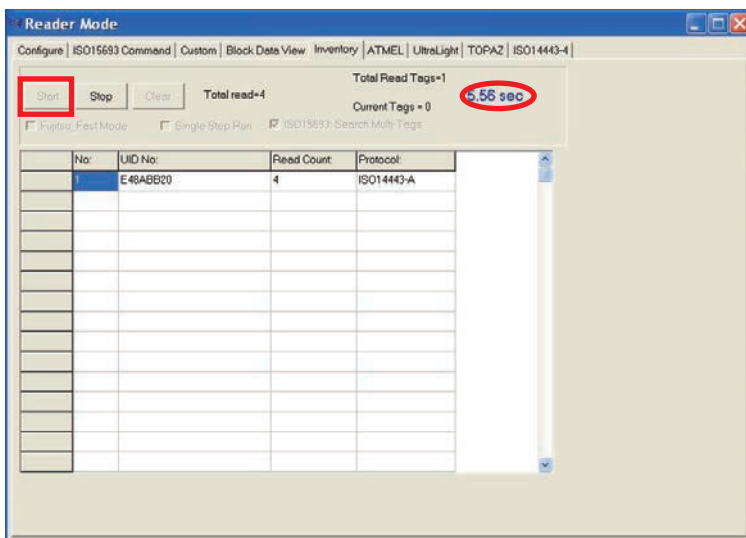 Reader Mode
Configure | ISO15693 Command | Custom | Block Data View | Inventory | ATMEL | UltraLight | TOPAZ | ISO14443-4 |
Total Read Tags=1
Start Stop Clear Total read=4 5.56 sec
Current Tags = 0
Fujitsu_Fast Mode Single Step Run ISO15693: Search Multi-Tags
No: UID No: Read Count: Protocol:
1 E48ABB20 4 ISO14443-A